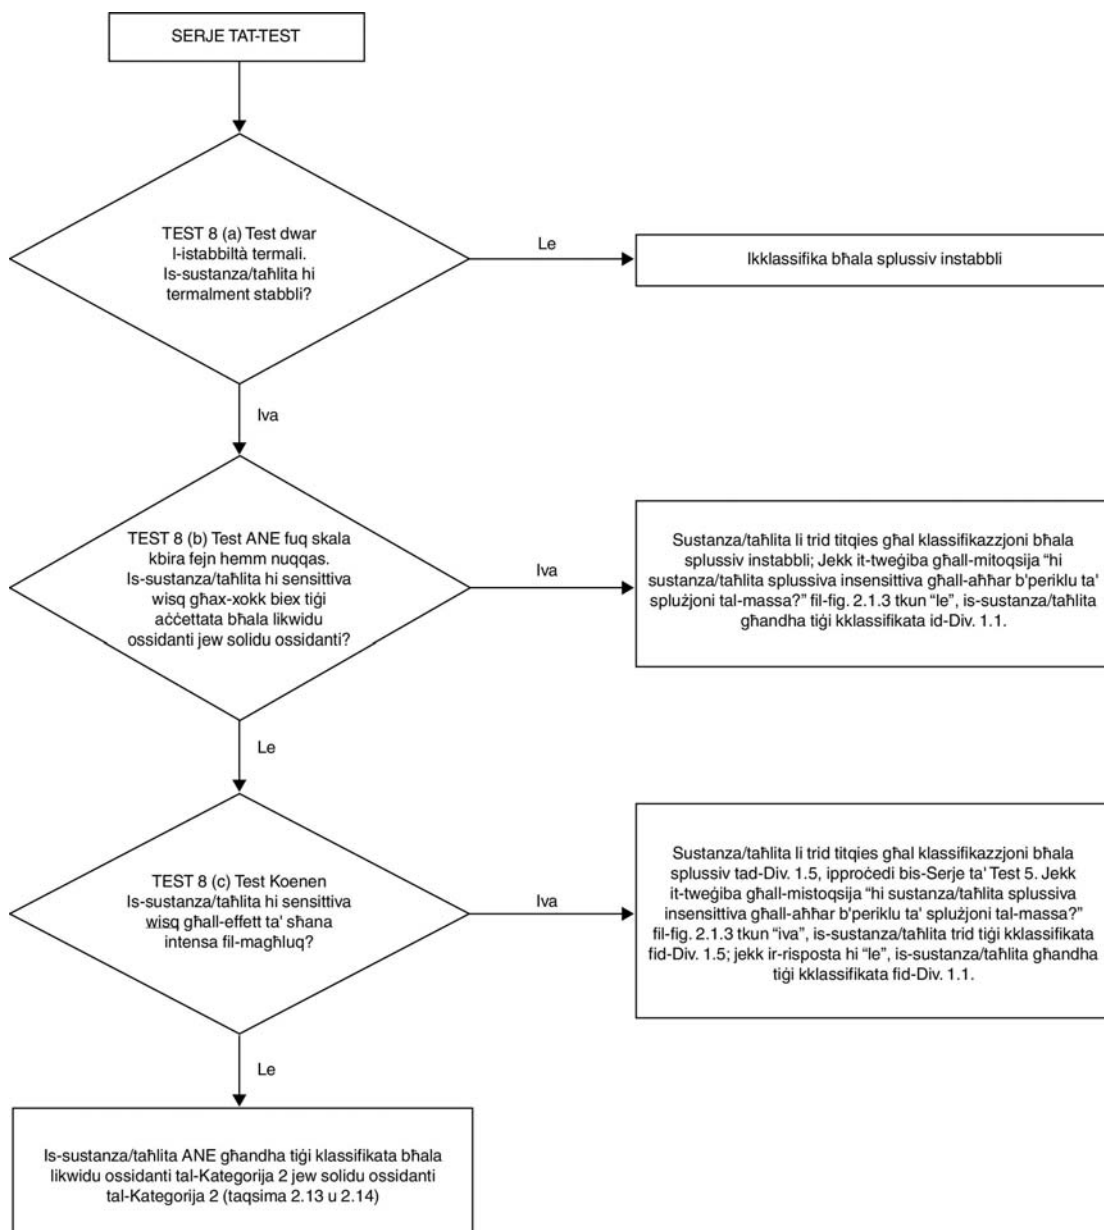 SERJE TAT-TEST
TEST 8 (a) Test dwar
l-istabbiltà termali.
Is-sustanza/taħlita hi
termalment stabbli?
Le
Ikklassifika bħala splussiv instabbli
Iva
TEST 8 (b) Test ANE fuq skala
kbira fejn hemm nuqqas.
Is-sustanza/taħlita hi sensittiva
wisq għax-xokk biex tiġi
aċċettata bħala likwidu
ossidanti jew solidu ossidanti?
Iva
Sustanza/taħlita li trid titqies għal klassifikazzjoni bħala
splussiv instabbli; Jekk it-tweġiba għall-mitoqsija “hi
sustanza/taħlita splussiva insensittiva għall-aħħar b'periklu ta'
splużjoni tal-massa?” fil-fig. 2.1.3 tkun “le”, is-sustanza/taħlita
għandha tiġi kklassifikata id-Div. 1.1.
Le
TEST 8 (c) Test Koenen
Is-sustanza/taħlita hi sensittiva
wisq għall-effett ta' sħana
intensa fil-magħluq?
Iva
Sustanza/taħlita li trid titqies għal klassifikazzjoni bħala
splussiv tad-Div. 1.5, ipproċedi bis-Serje ta' Test 5. Jekk
it-tweġiba għall-mistoqsija “hi sustanza/taħlita splussiva
insensittiva għall-aħħar b'periklu ta' splużjoni tal-massa?”
fil-fig. 2.1.3 tkun “iva”, is-sustanza/taħlita trid tiġi kklassifikata
fid-Div. 1.5; jekk ir-risposta hi “le”, is-sustanza/taħlita għandha
tiġi kklassifikata fid-Div. 1.1.
Le
Is-sustanza/taħlita ANE għandha tiġi klassifikata bħala
likwidu ossidanti tal-Kategorija 2 jew solidu ossidanti
tal-Kategorija 2 (taqsima 2.13 u 2.14)